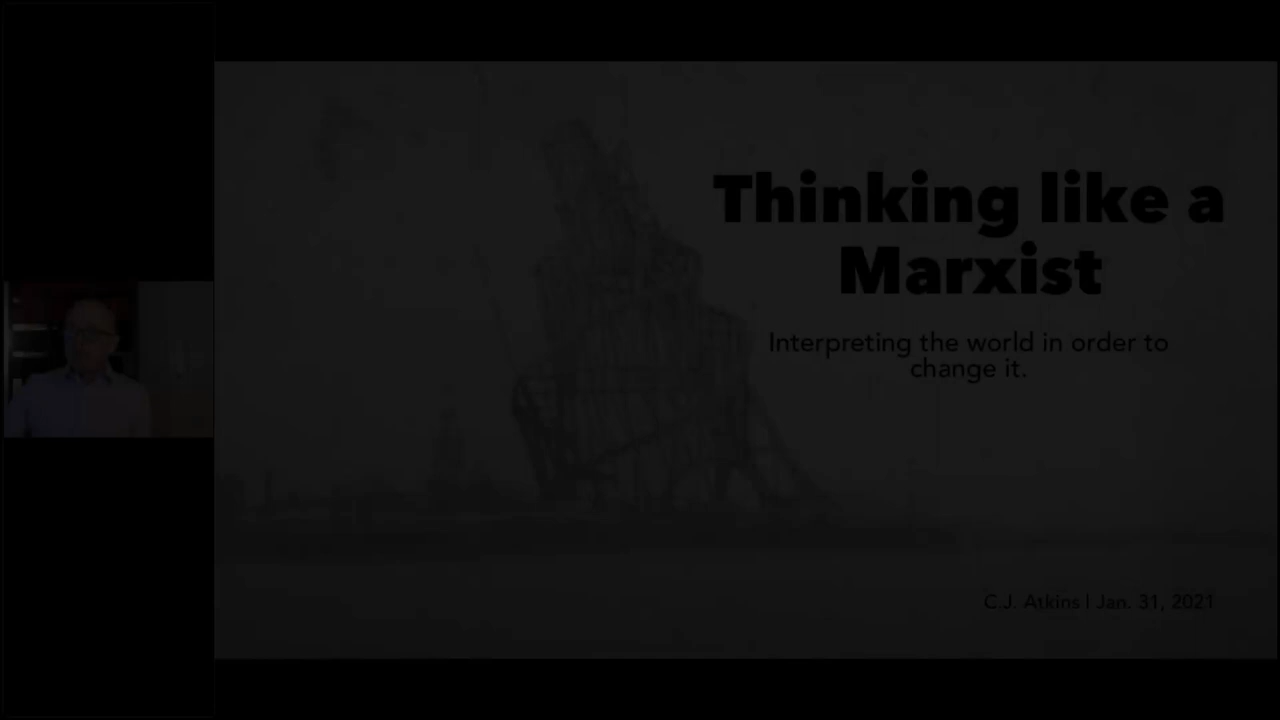 Thinking like a
Marxist
Interpreting the world in order to
change it.
C.J. Atkins | Jan. 31, 2021